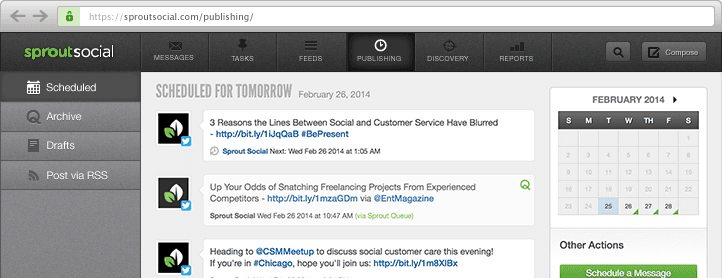 https://sproutsocial.com/publishing/
sproutsocial
MESSAGES
TASKS
FEEDS
PUBLISHING
DISCOVERY
REPORTS
Compose
Scheduled
Archive
Drafts
Post via RSS
SCHEDULED FOR TOMORROW February 26, 2014
3 Reasons the Lines Between Social and Customer Service Have Blurred
- http://bit.ly/1iJqQaB #BePresent
Sprout Social Next: Wed Feb 26 2014 at 1:05 AM
Up Your Odds of Snatching Freelancing Projects From Experienced
Competitors - http://bit.ly/1mzaGDm via @EntMagazine
Sprout Social Wed Feb 26 2014 at 10:47 AM (via Sprout Queue)
Heading to @CSMMeetup to discuss social customer care this evening!
If you're in #Chicago, hope you'll join us: http://bit.ly/1m8XlBx
FEBRUARY 2014
S M T W T F S
1
2 3 4 5 6 7 8
9 10 11 12 13 14 15
16 17 18 19 20 21 22
23 24 25 26 27 28
Other Actions
Schedule a Message